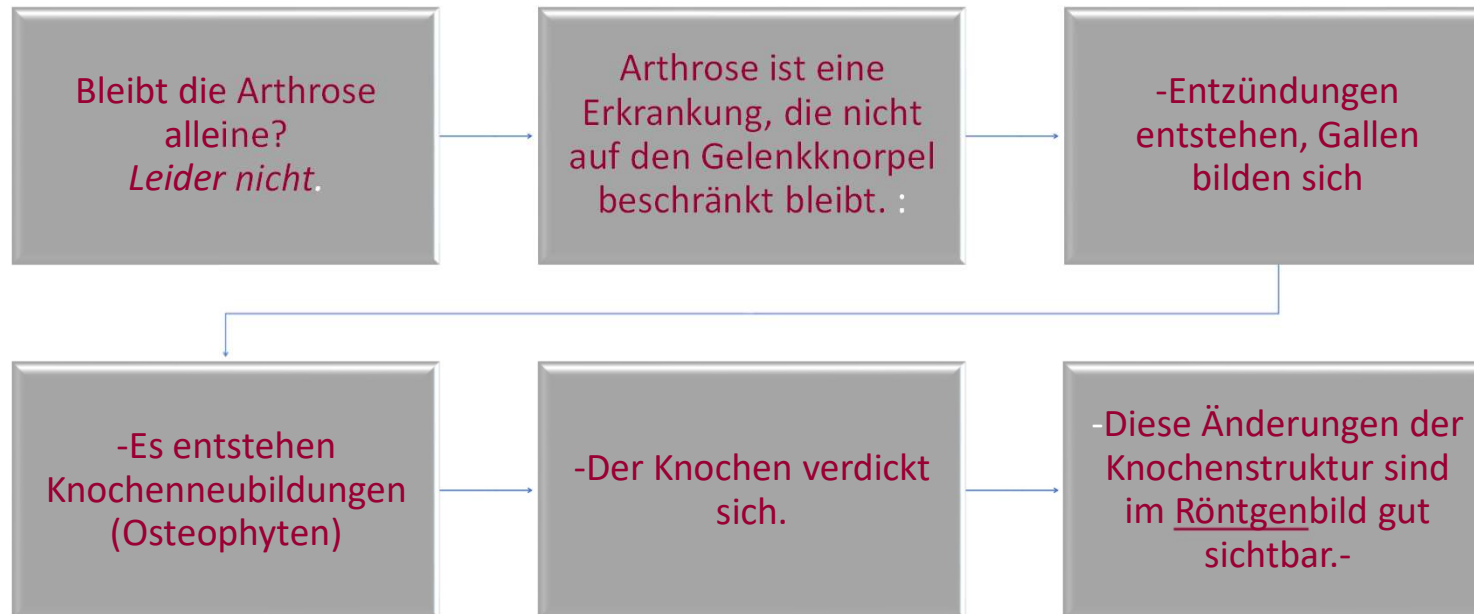 Bleibt die Arthrose
alleine?
Leider nicht.
Arthrose ist eine
Erkrankung, die nicht
auf den Gelenkknorpel
beschränkt bleibt. :
-Entzündungen
entstehen, Gallen
bilden sich
-Es entstehen
Knochenneubildungen
(Osteophyten)
-Der Knochen verdickt
sich.
-Diese Änderungen der
Knochenstruktur sind
im Röntgenbild gut
sichtbar.-